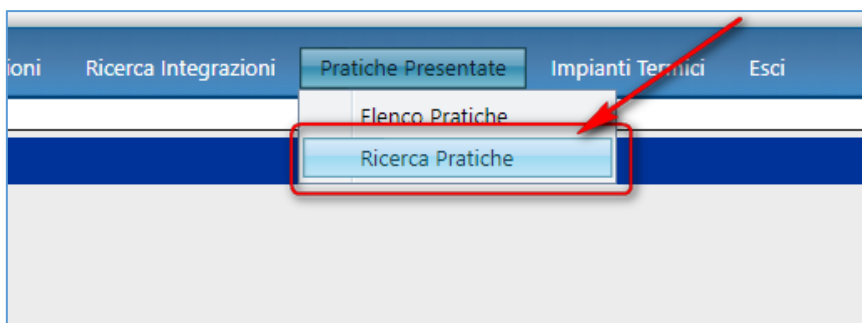 ioni Ricerca Integrazioni Pratiche Presentate Impianti Termici Esci
Elenco Pratiche
Ricerca Pratiche